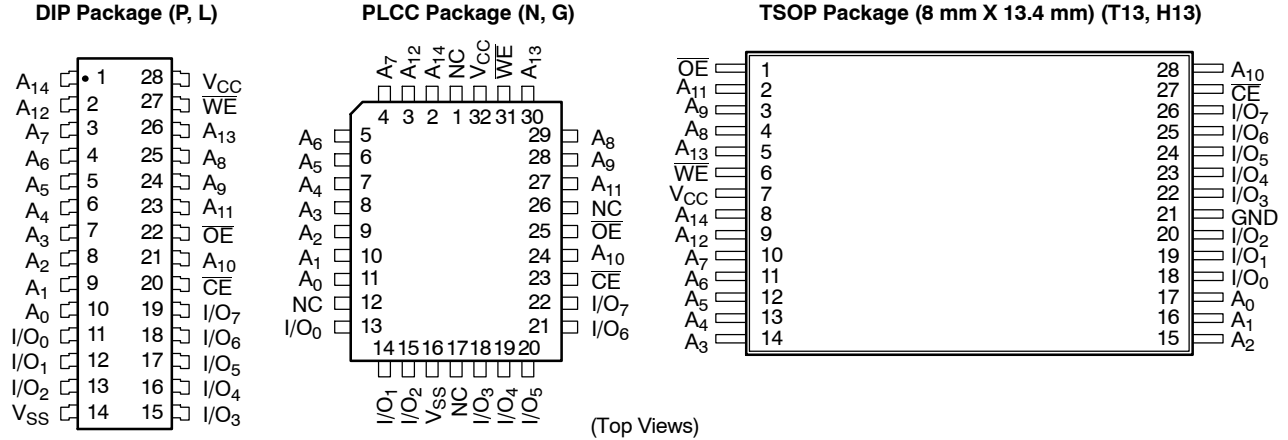 DIP Package (P, L)
A14 1 28 VCC
A12 2 27 W̅E̅
A7 3 26 A13
A6 4 25 A8
A5 5 24 A9
A4 6 23 A11
A3 7 22 O̅E̅
A2 8 21 A10
A1 9 20 C̅E̅
A0 10 19 I/O7
I/O0 11 18 I/O6
I/O1 12 17 I/O5
I/O2 13 16 I/O4
VSS 14 15 I/O3
PLCC Package (N, G)
A7 A12 A14 NC VCC W̅E̅ A13
4 3 2 1 32 31 30
A6 5 29 A8
A5 6 28 A9
A4 7 27 A11
A3 8 26 NC
A2 9 25 O̅E̅
A1 10 24 A10
A0 11 23 C̅E̅
NC 12 22 I/O7
I/O0 13 21 I/O6
14 15 16 17 18 19 20
I/O1 I/O2 VSS NC I/O3 I/O4 I/O5
TSOP Package (8 mm X 13.4 mm) (T13, H13)
O̅E̅ 1 28 A10
A11 2 27 C̅E̅
A9 3 26 I/O7
A8 4 25 I/O6
A13 5 24 I/O5
W̅E̅ 6 23 I/O4
VCC 7 22 I/O3
A14 8 21 GND
A12 9 20 I/O2
A7 10 19 I/O1
A6 11 18 I/O0
A5 12 17 A0
A4 13 16 A1
A3 14 15 A2
(Top Views)